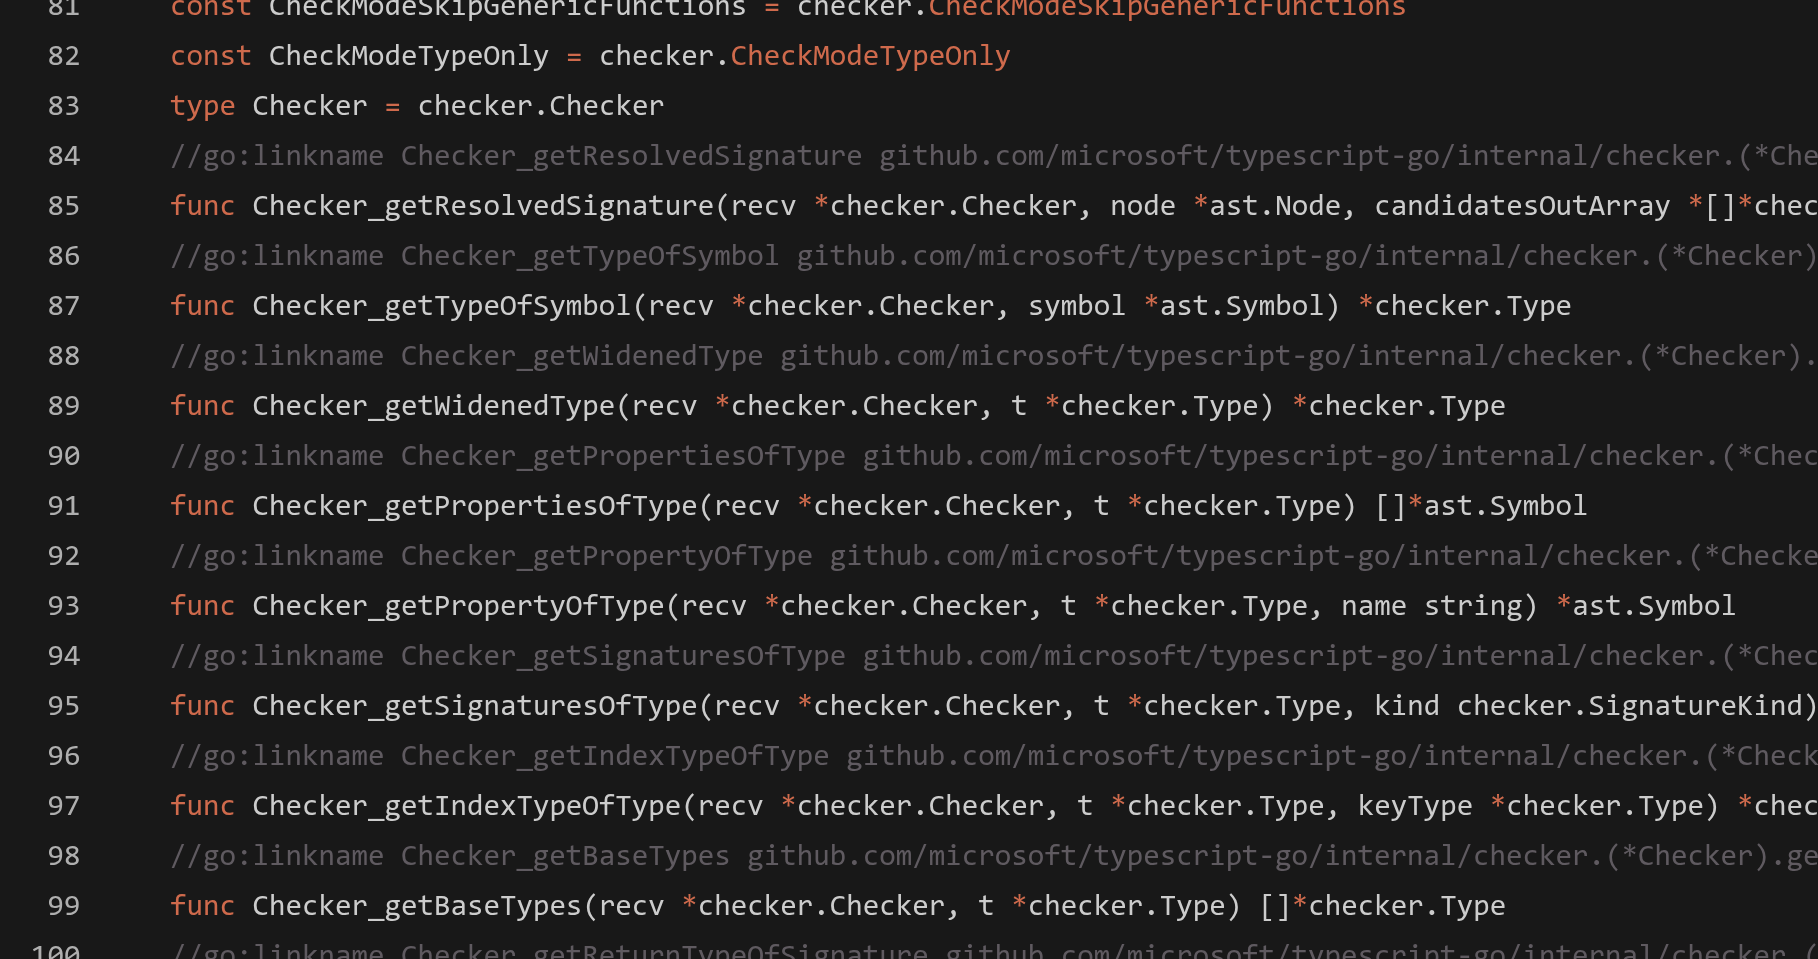 81 const CheckModeSkipGenericFunctions = checker.CheckModeSkipGenericFunctions
82 const CheckModeTypeOnly = checker.CheckModeTypeOnly
83 type Checker = checker.Checker
84 //go:linkname Checker_getResolvedSignature github.com/microsoft/typescript-go/internal/checker.(*Che
85 func Checker_getResolvedSignature(recv *checker.Checker, node *ast.Node, candidatesOutArray *[]*chec
86 //go:linkname Checker_getTypeOfSymbol github.com/microsoft/typescript-go/internal/checker.(*Checker)
87 func Checker_getTypeOfSymbol(recv *checker.Checker, symbol *ast.Symbol) *checker.Type
88 //go:linkname Checker_getWidenedType github.com/microsoft/typescript-go/internal/checker.(*Checker).
89 func Checker_getWidenedType(recv *checker.Checker, t *checker.Type) *checker.Type
90 //go:linkname Checker_getPropertiesOfType github.com/microsoft/typescript-go/internal/checker.(*Chec
91 func Checker_getPropertiesOfType(recv *checker.Checker, t *checker.Type) []*ast.Symbol
92 //go:linkname Checker_getPropertyOfType github.com/microsoft/typescript-go/internal/checker.(*Checke
93 func Checker_getPropertyOfType(recv *checker.Checker, t *checker.Type, name string) *ast.Symbol
94 //go:linkname Checker_getSignaturesOfType github.com/microsoft/typescript-go/internal/checker.(*Chec
95 func Checker_getSignaturesOfType(recv *checker.Checker, t *checker.Type, kind checker.SignatureKind)
96 //go:linkname Checker_getIndexTypeOfType github.com/microsoft/typescript-go/internal/checker.(*Check
97 func Checker_getIndexTypeOfType(recv *checker.Checker, t *checker.Type, keyType *checker.Type) *chec
98 //go:linkname Checker_getBaseTypes github.com/microsoft/typescript-go/internal/checker.(*Checker).ge
99 func Checker_getBaseTypes(recv *checker.Checker, t *checker.Type) []*checker.Type
100 //go:linkname Checker_getReturnTypeOfSignature github.com/microsoft/typescript-go/internal/checker.(